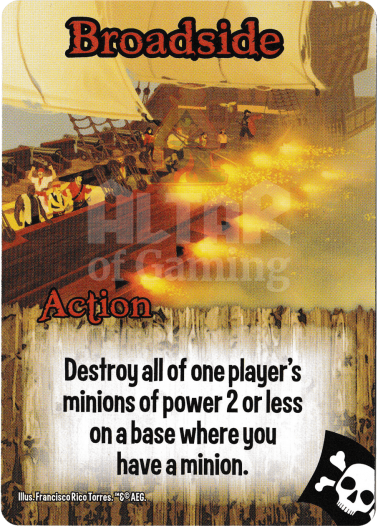 Broadside
ALTAR
of Gaming
Action
Destroy all of one player's
minions of power 2 or less
on a base where you
have a minion.
Illus. Francisco Rico Torres. ™&© AEG.